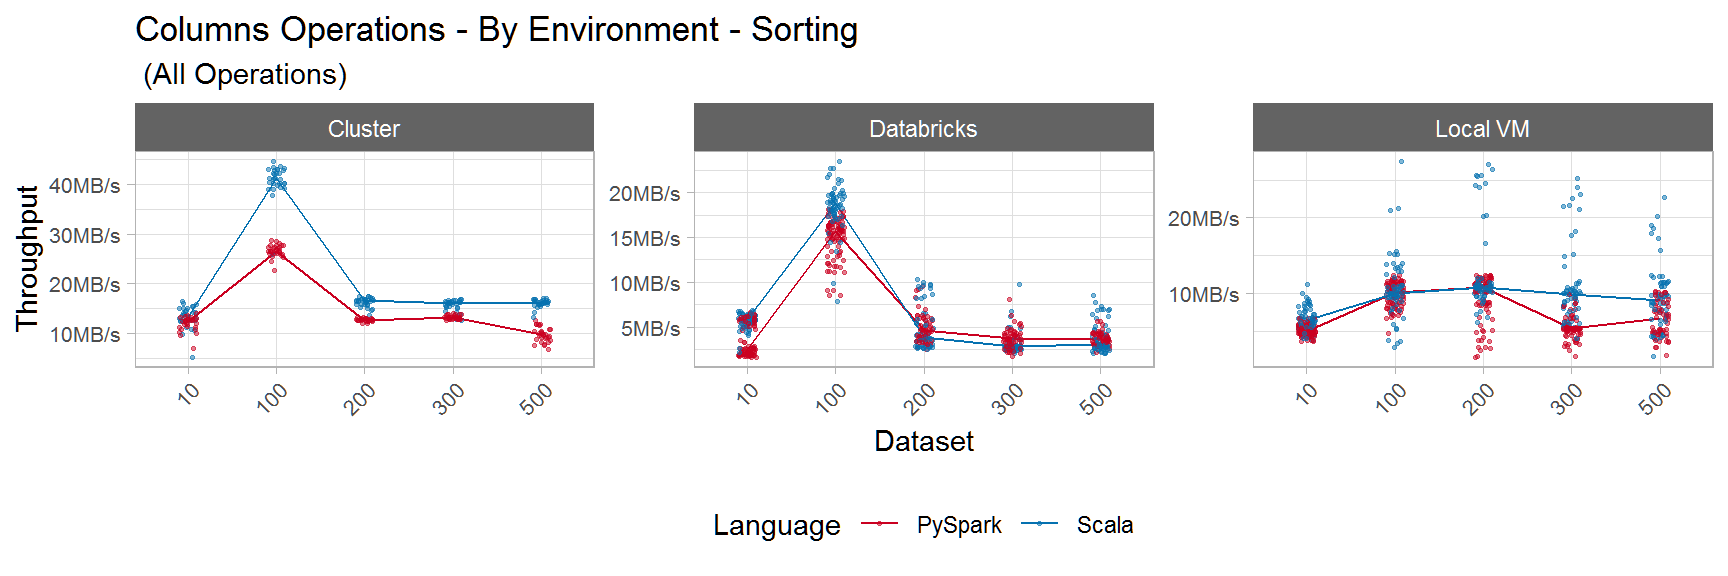 Columns Operations - By Environment - Sorting
(All Operations)
Cluster
Databricks
Local VM
Throughput
40MB/s
30MB/s
20MB/s
10MB/s
20MB/s
15MB/s
10MB/s
5MB/s
20MB/s
10MB/s
10 100 200 300 500
10 100 200 300 500
10 100 200 300 500
Dataset
Language PySpark Scala